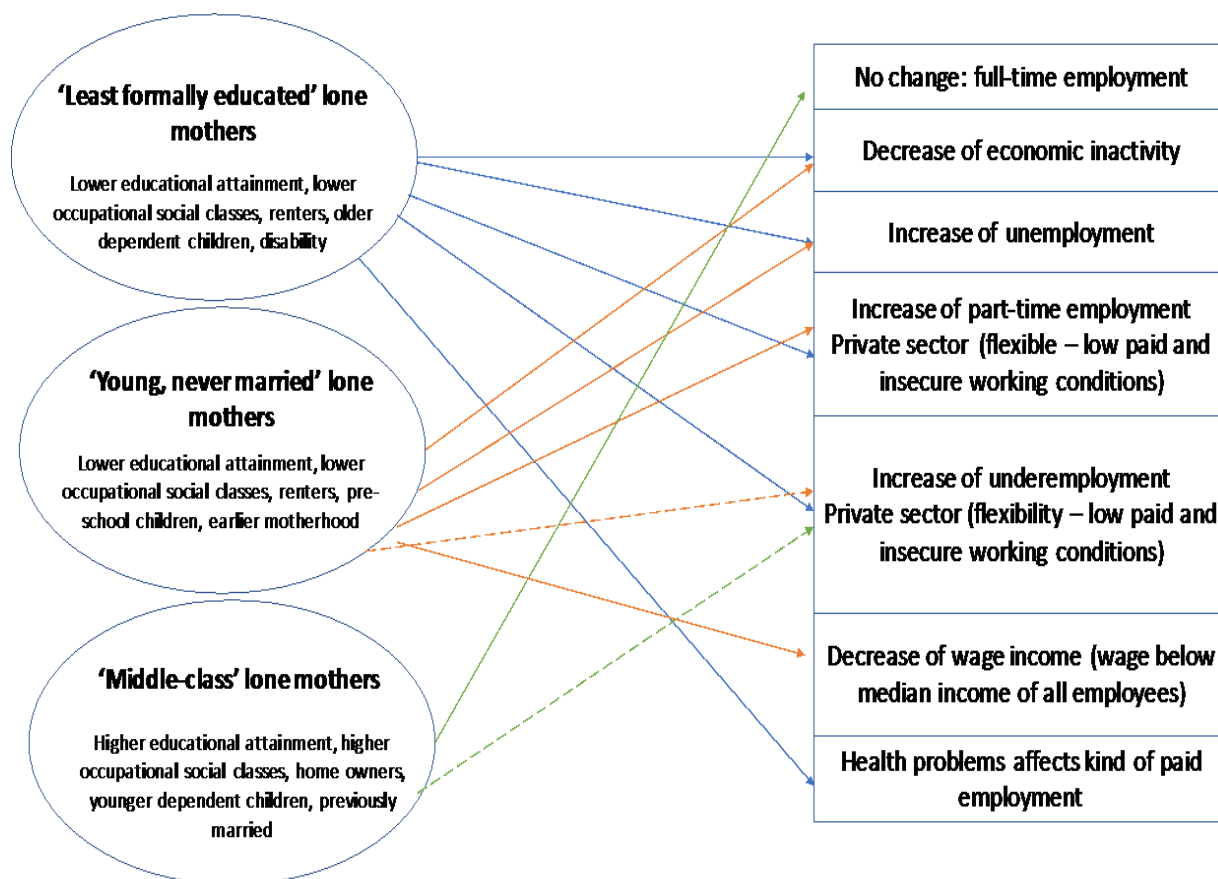 ‘Least formally educated’ lone
mothers
Lower educational attainment, lower
occupational social classes, renters, older
dependent children, disability
‘Young, never married’ lone
mothers
Lower educational attainment, lower
occupational social classes, renters, pre-
school children, earlier motherhood
‘Middle-class’ lone mothers
Higher educational attainment, higher
occupational social classes, home owners,
younger dependent children, previously
married
No change: full-time employment
Decrease of economic inactivity
Increase of unemployment
Increase of part-time employment
Private sector (flexible – low paid and
insecure working conditions)
Increase of underemployment
Private sector (flexibility – low paid and
insecure working conditions)
Decrease of wage income (wage below
median income of all employees)
Health problems affects kind of paid
employment